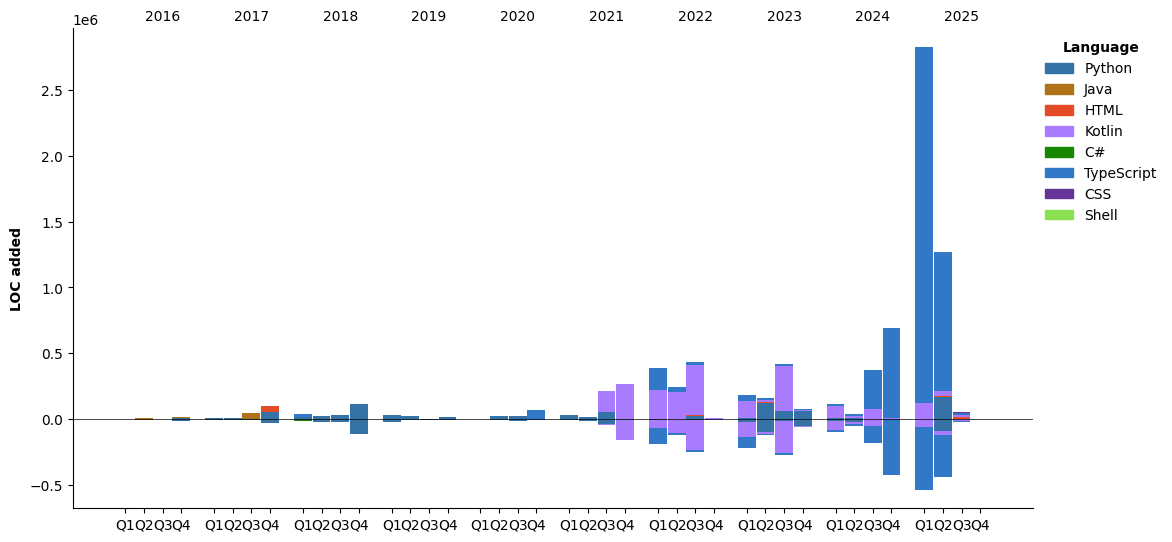 2016 2017 2018 2019 2020 2021 2022 2023 2024 2025
1e6
Language
Python
Java
HTML
Kotlin
C#
TypeScript
CSS
Shell
LOC added
2.5
2.0
1.5
1.0
0.5
0.0
−0.5
Q1Q2Q3Q4 Q1Q2Q3Q4 Q1Q2Q3Q4 Q1Q2Q3Q4 Q1Q2Q3Q4 Q1Q2Q3Q4 Q1Q2Q3Q4 Q1Q2Q3Q4 Q1Q2Q3Q4 Q1Q2Q3Q4